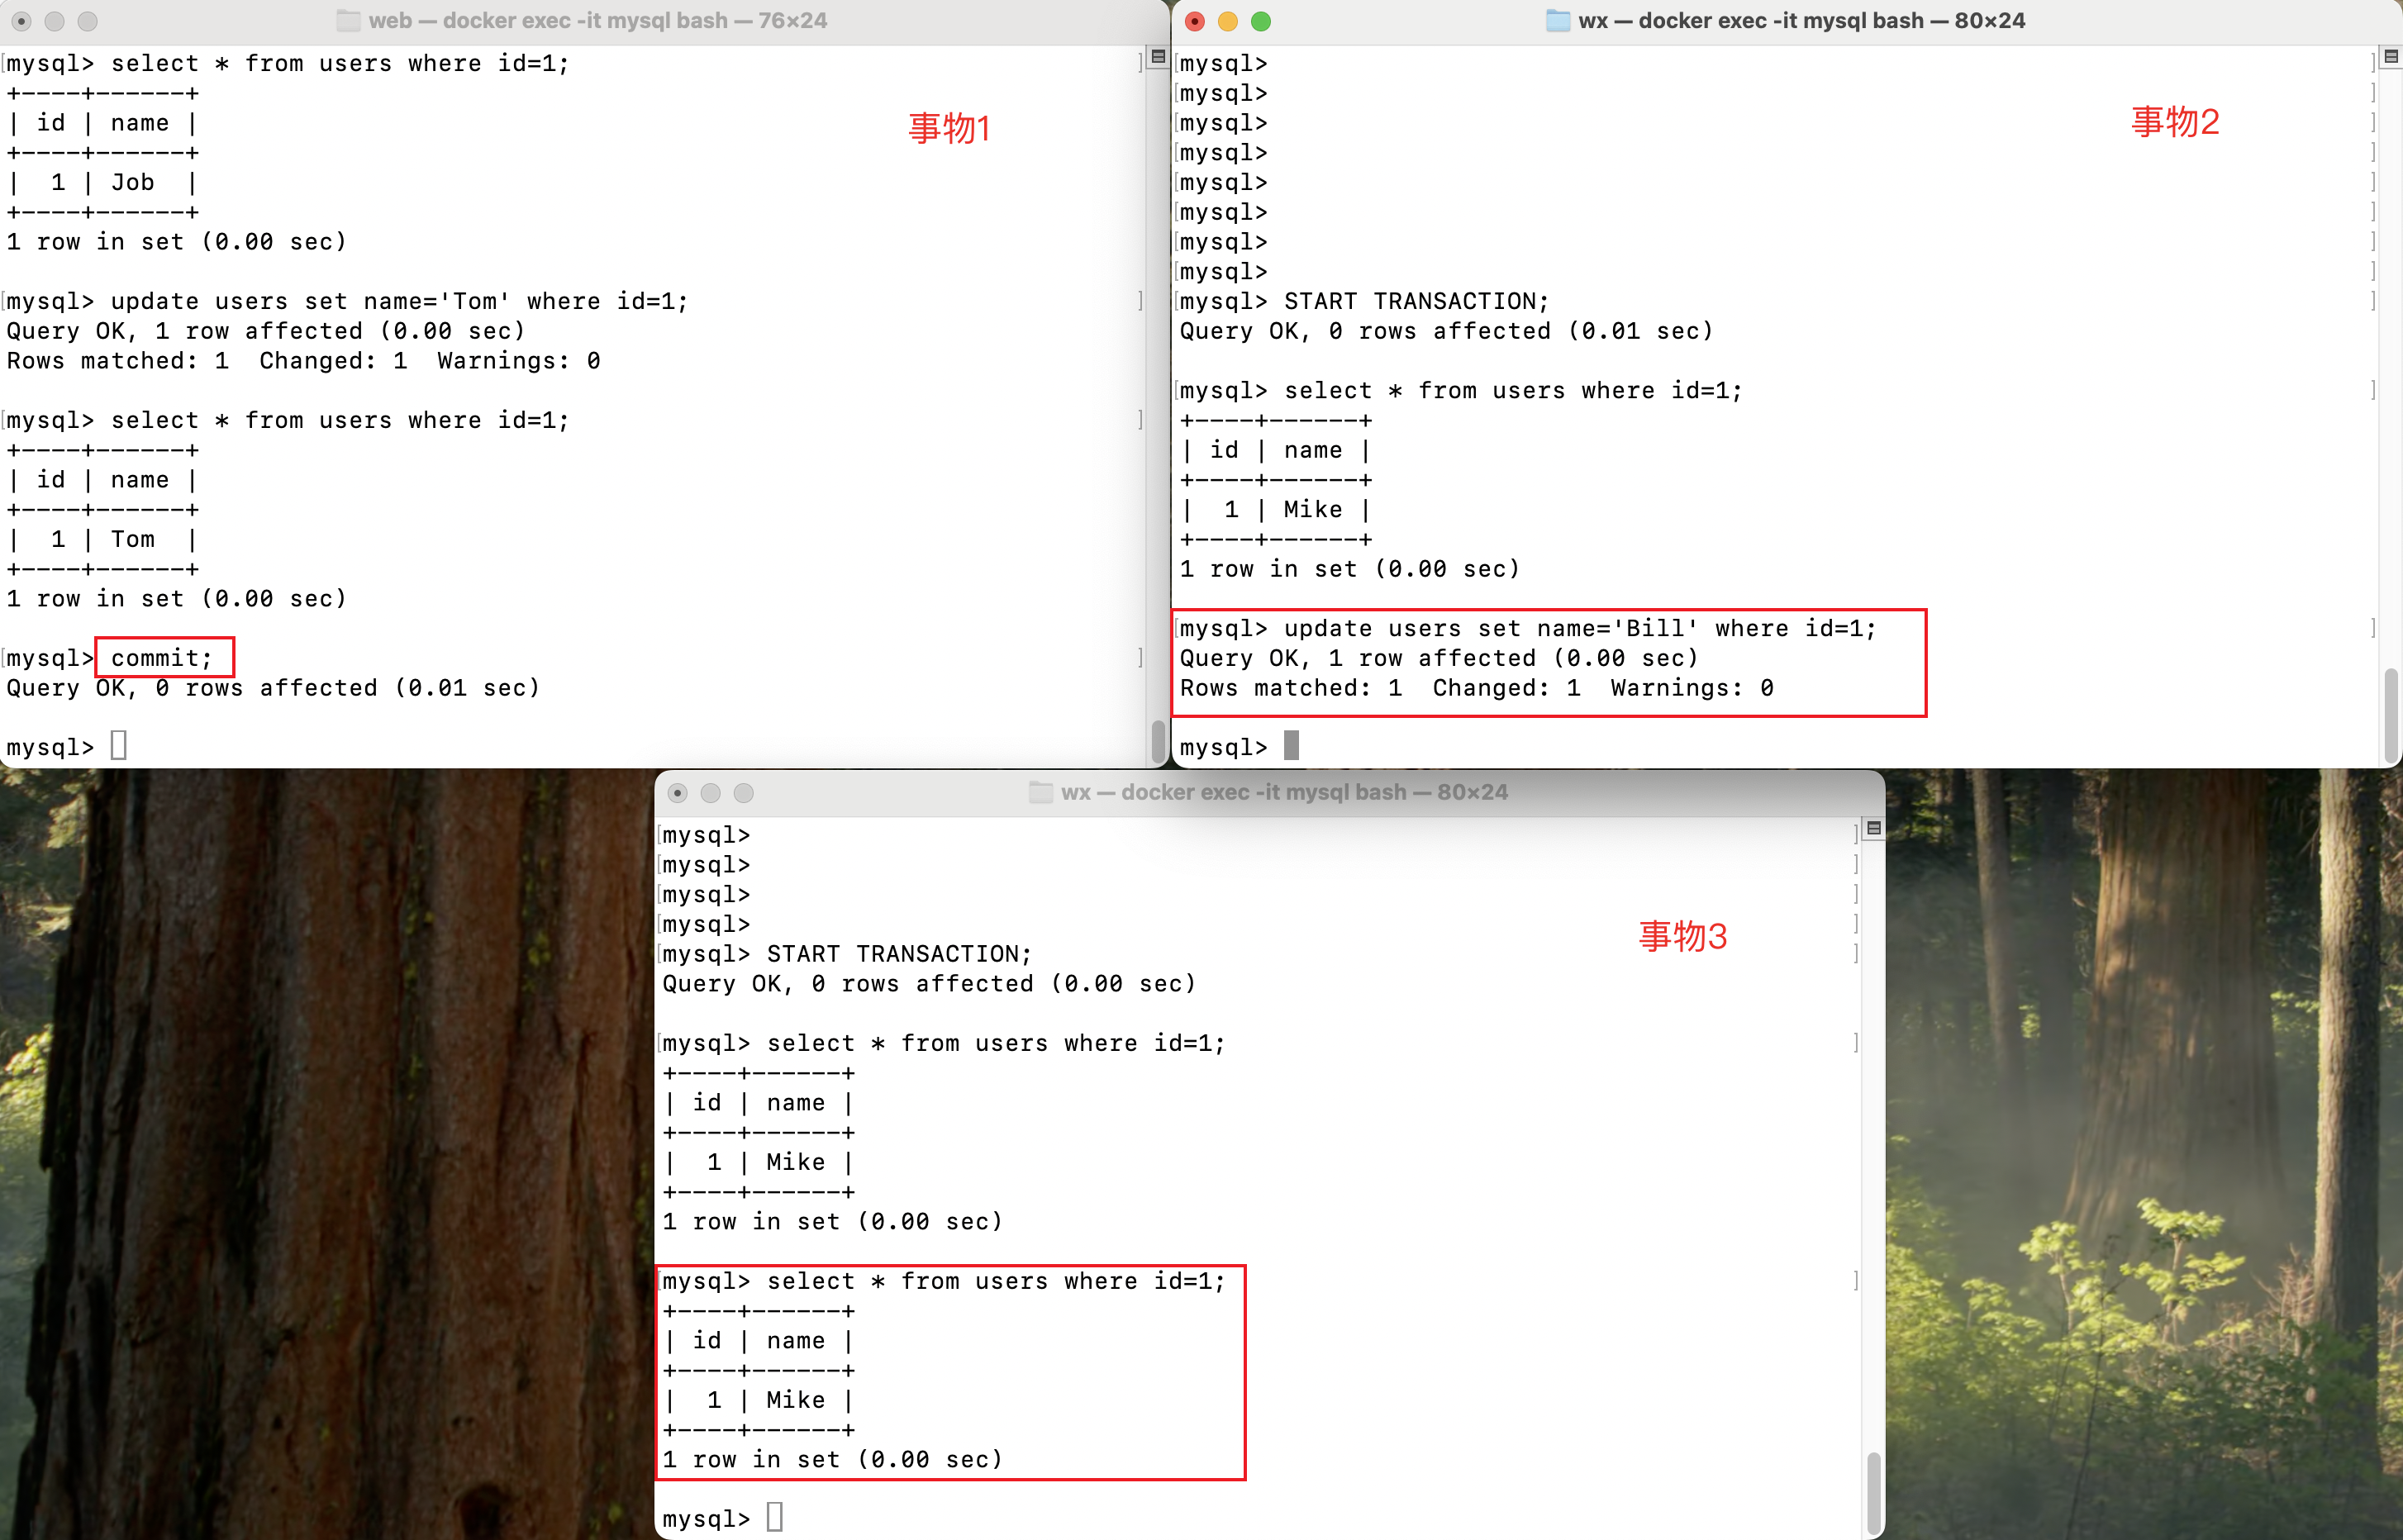 web — docker exec -it mysql bash — 76×24
mysql> select * from users where id=1;
+----+------+
| id | name |
+----+------+
|  1 | Job  |
+----+------+
1 row in set (0.00 sec)
mysql> update users set name='Tom' where id=1;
Query OK, 1 row affected (0.00 sec)
Rows matched: 1  Changed: 1  Warnings: 0
mysql> select * from users where id=1;
+----+------+
| id | name |
+----+------+
|  1 | Tom  |
+----+------+
1 row in set (0.00 sec)
mysql> commit;
Query OK, 0 rows affected (0.01 sec)
mysql>
事物1
wx — docker exec -it mysql bash — 80×24
mysql>
mysql>
mysql>
mysql>
mysql>
mysql>
mysql>
mysql>
mysql> START TRANSACTION;
Query OK, 0 rows affected (0.01 sec)
mysql> select * from users where id=1;
+----+------+
| id | name |
+----+------+
|  1 | Mike |
+----+------+
1 row in set (0.00 sec)
mysql> update users set name='Bill' where id=1;
Query OK, 1 row affected (0.00 sec)
Rows matched: 1  Changed: 1  Warnings: 0
mysql>
事物2
wx — docker exec -it mysql bash — 80×24
mysql>
mysql>
mysql>
mysql>
mysql> START TRANSACTION;
Query OK, 0 rows affected (0.00 sec)
mysql> select * from users where id=1;
+----+------+
| id | name |
+----+------+
|  1 | Mike |
+----+------+
1 row in set (0.00 sec)
mysql> select * from users where id=1;
+----+------+
| id | name |
+----+------+
|  1 | Mike |
+----+------+
1 row in set (0.00 sec)
mysql>
事物3